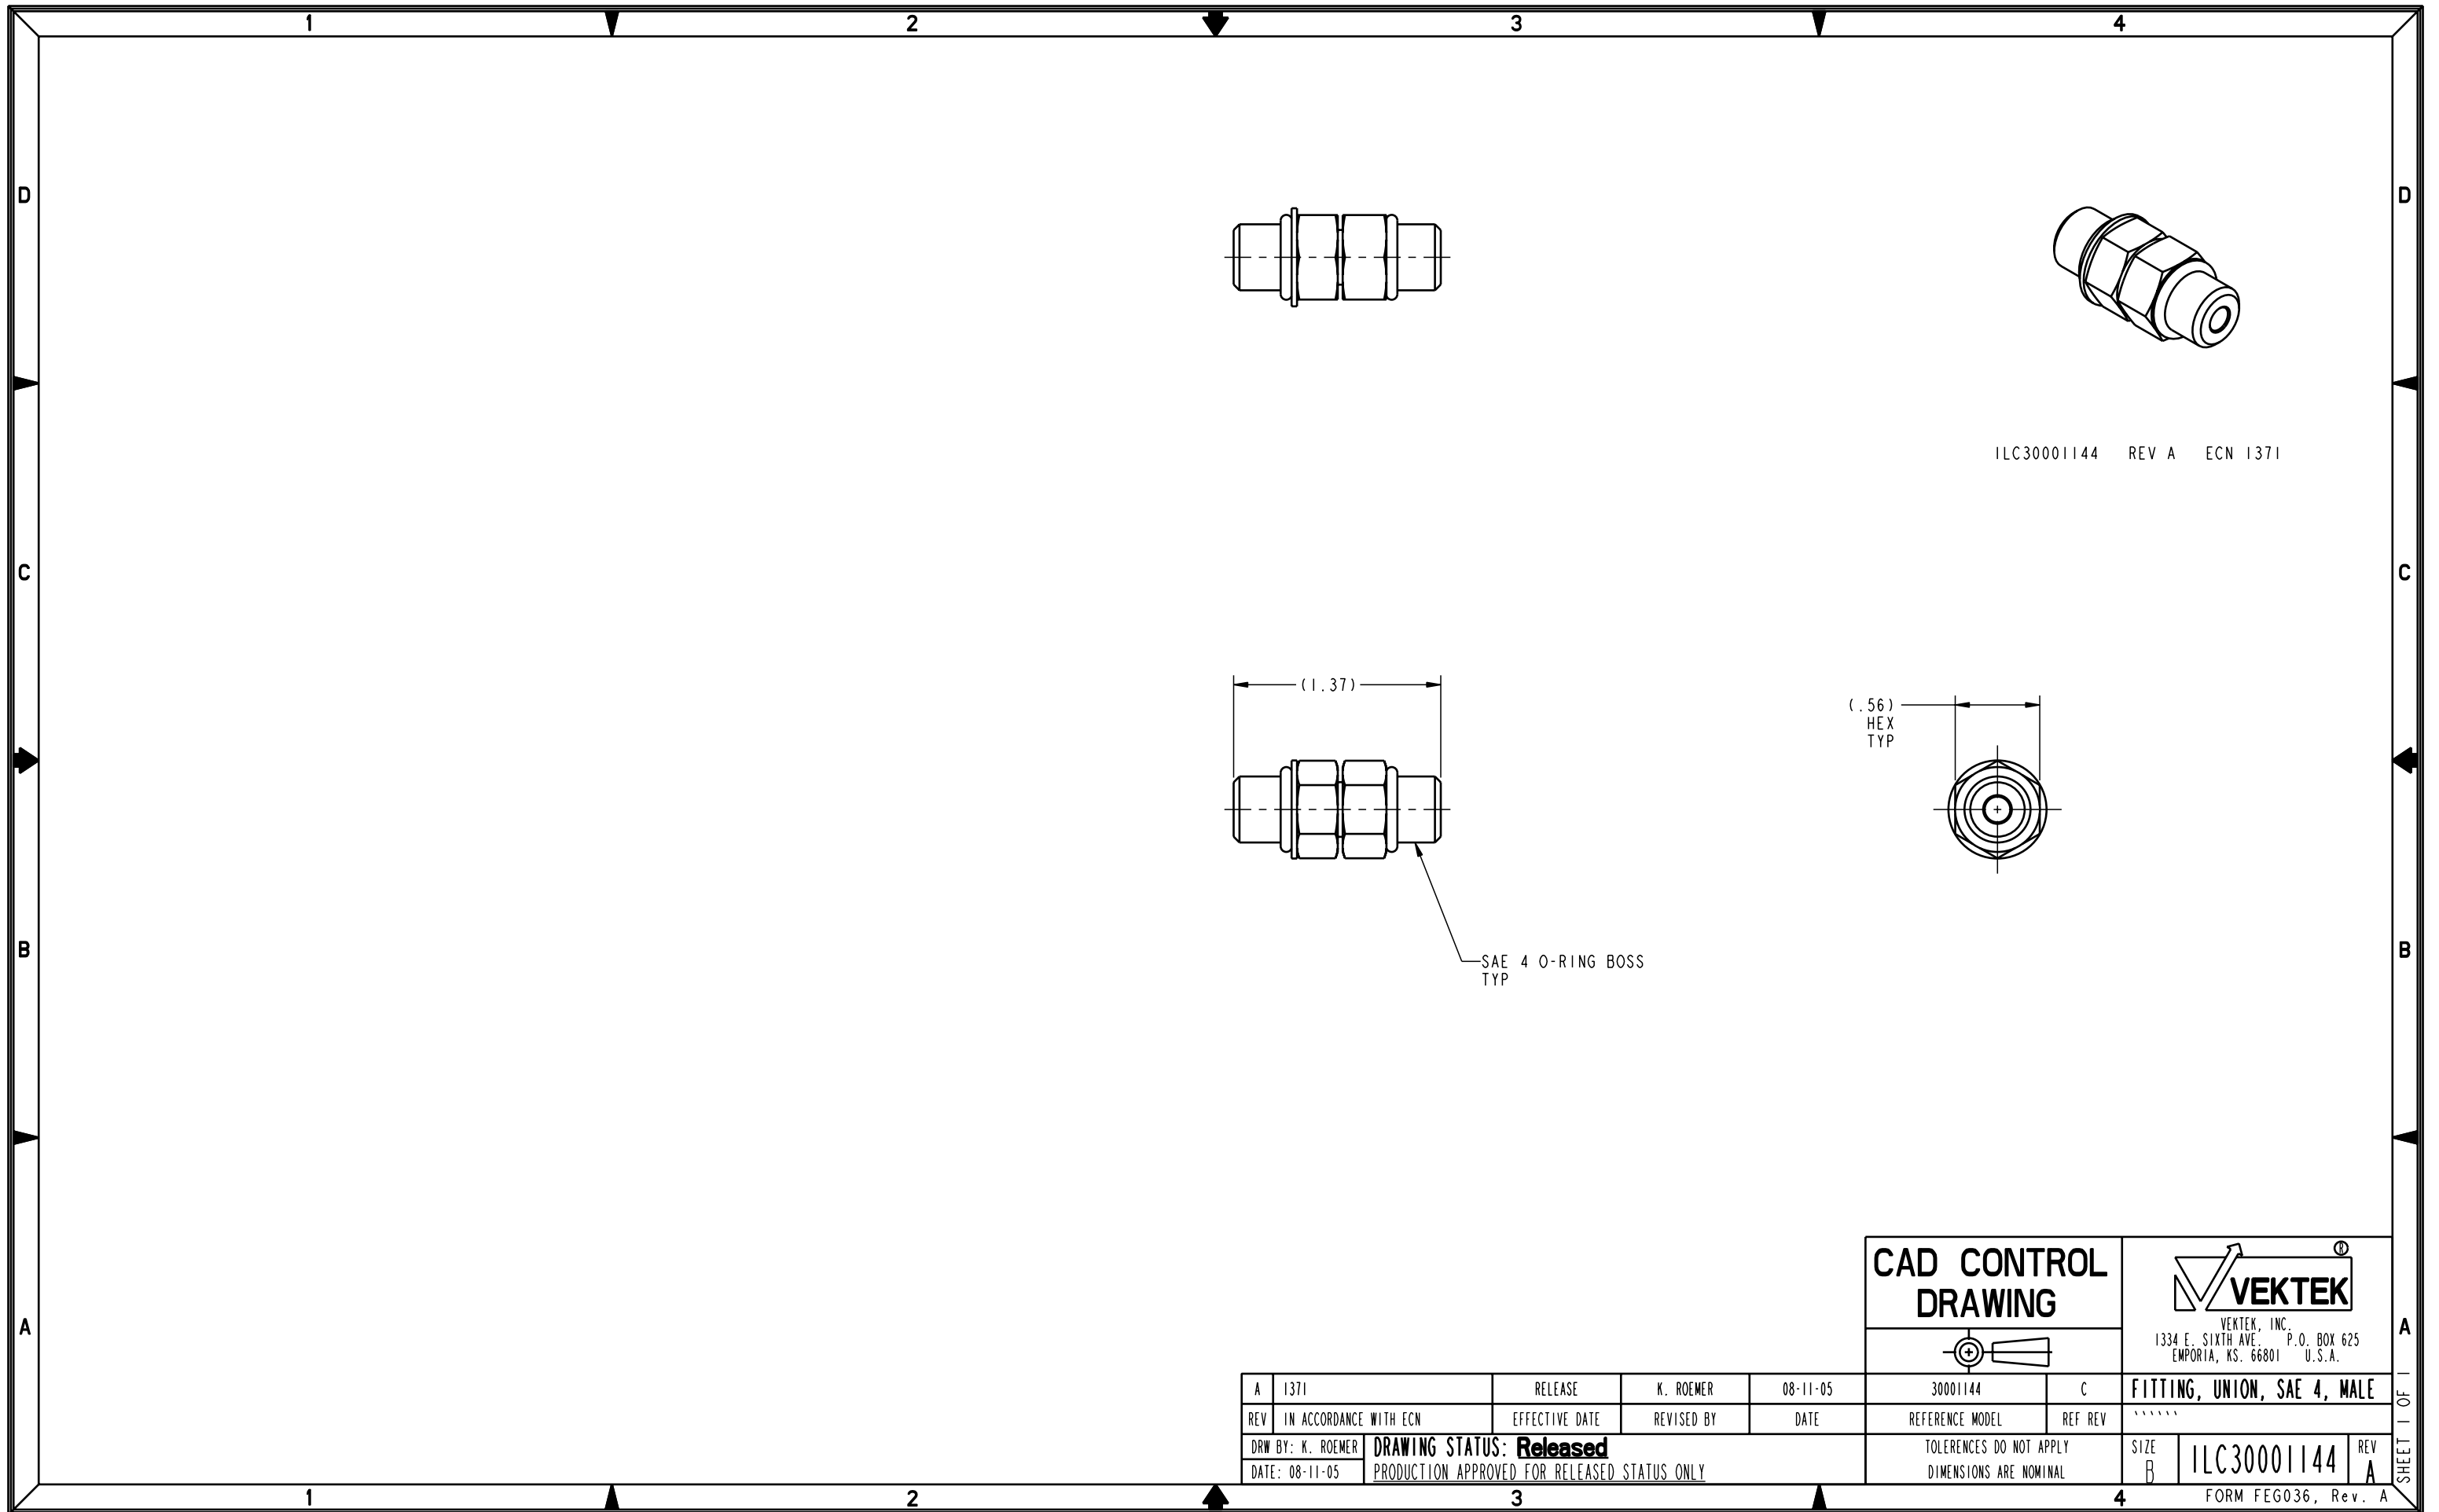 1 2 3 4
D D
ILC30001144 REV A ECN 1371
C C
(1.37)
(.56)
HEX
TYP
B B
SAE 4 O-RING BOSS
TYP
CAD CONTROL
DRAWING
®
VEKTEK
VEKTEK, INC.
1334 E. SIXTH AVE. P.O. BOX 625
EMPORIA, KS. 66801 U.S.A.
A A
A 1371 RELEASE K. ROEMER 08-11-05 30001144 C FITTING, UNION, SAE 4, MALE
REV IN ACCORDANCE WITH ECN EFFECTIVE DATE REVISED BY DATE REFERENCE MODEL REF REV ``````
DRW BY: K. ROEMER DRAWING STATUS: Released TOLERENCES DO NOT APPLY SIZE ILC30001144 REV
DATE: 08-11-05 PRODUCTION APPROVED FOR RELEASED STATUS ONLY DIMENSIONS ARE NOMINAL B A
SHEET 1 OF 1
FORM FEG036, Rev. A
1 2 3 4